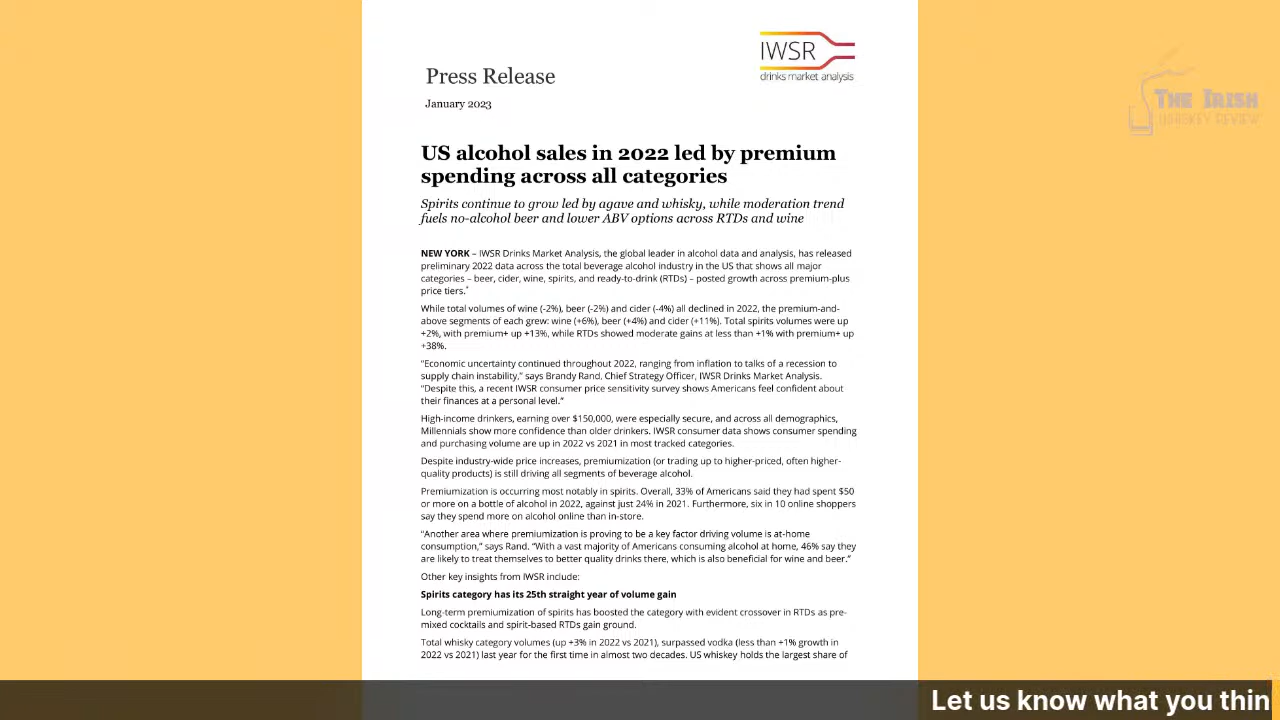 IWSR
drinks market analysis
Press Release
January 2023
US alcohol sales in 2022 led by premium
spending across all categories
Spirits continue to grow led by agave and whisky, while moderation trend
fuels no-alcohol beer and lower ABV options across RTDs and wine
NEW YORK – IWSR Drinks Market Analysis, the global leader in alcohol data and analysis, has released
preliminary 2022 data across the total beverage alcohol industry in the US that shows all major
categories – beer, cider, wine, spirits, and ready-to-drink (RTDs) – posted growth across premium-plus
price tiers.*
While total volumes of wine (-2%), beer (-2%) and cider (-4%) all declined in 2022, the premium-and-
above segments of each grew: wine (+6%), beer (+4%) and cider (+11%). Total spirits volumes were up
+2%, with premium+ up +13%, while RTDs showed moderate gains at less than +1% with premium+ up
+38%.
“Economic uncertainty continued throughout 2022, ranging from inflation to talks of a recession to
supply chain instability,” says Brandy Rand, Chief Strategy Officer, IWSR Drinks Market Analysis.
“Despite this, a recent IWSR consumer price sensitivity survey shows Americans feel confident about
their finances at a personal level.”
High-income drinkers, earning over $150,000, were especially secure, and across all demographics,
Millennials show more confidence than older drinkers. IWSR consumer data shows consumer spending
and purchasing volume are up in 2022 vs 2021 in most tracked categories.
Despite industry-wide price increases, premiumization (or trading up to higher-priced, often higher-
quality products) is still driving all segments of beverage alcohol.
Premiumization is occurring most notably in spirits. Overall, 33% of Americans said they had spent $50
or more on a bottle of alcohol in 2022, against just 24% in 2021. Furthermore, six in 10 online shoppers
say they spend more on alcohol online than in-store.
“Another area where premiumization is proving to be a key factor driving volume is at-home
consumption,” says Rand. “With a vast majority of Americans consuming alcohol at home, 46% say they
are likely to treat themselves to better quality drinks there, which is also beneficial for wine and beer.”
Other key insights from IWSR include:
Spirits category has its 25th straight year of volume gain
Long-term premiumization of spirits has boosted the category with evident crossover in RTDs as pre-
mixed cocktails and spirit-based RTDs gain ground.
Total whisky category volumes (up +3% in 2022 vs 2021), surpassed vodka (less than +1% growth in
2022 vs 2021) last year for the first time in almost two decades. US whiskey holds the largest share of
The Irish
Whiskey Review
Let us know what you thin